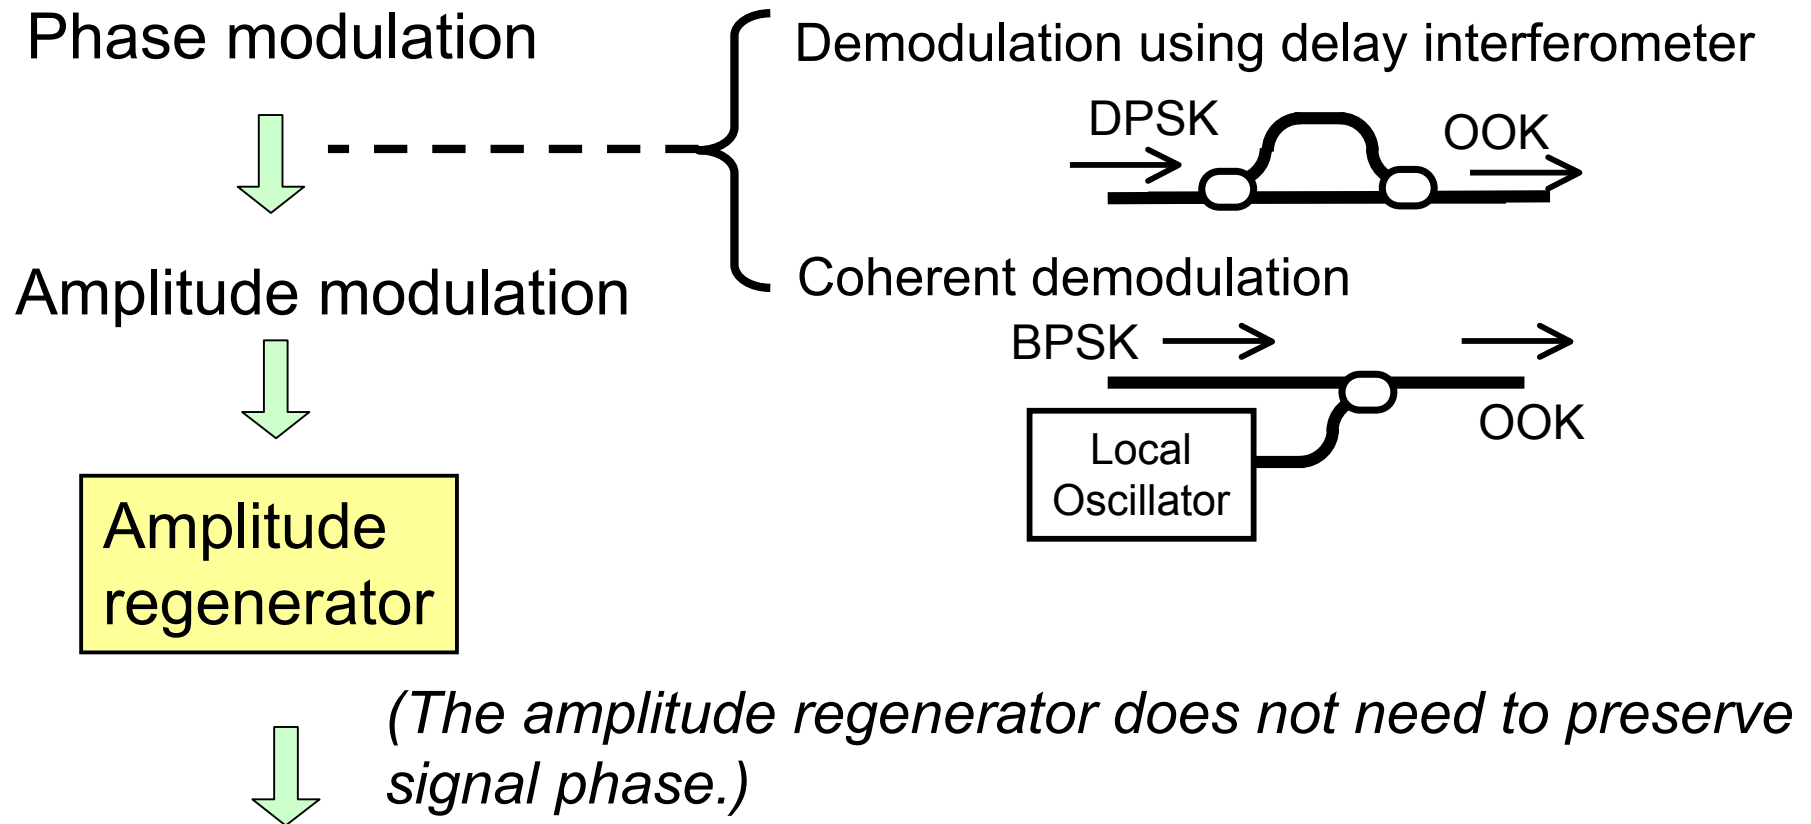 Phase modulation
Demodulation using delay interferometer
DPSK
OOK
Amplitude modulation
Coherent demodulation
BPSK
OOK
Local
Oscillator
Amplitude
regenerator
(The amplitude regenerator does not need to preserve
signal phase.)